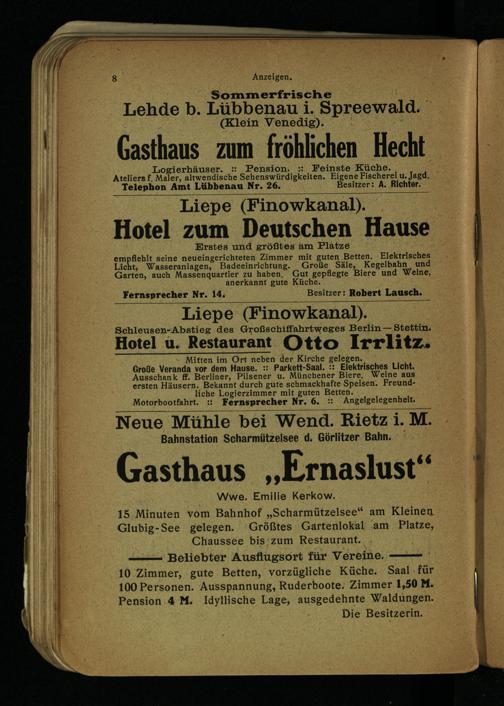 8
Anzeigen.
Sommerfrische
Lehde b. Lübbenau i. Spreewald.
(Klein Venedig).
Gasthaus zum fröhlichen Hecht
Logierhäuser. :: Pension. :: Feinste Küche.
Ateliers f. Maler, altwendische Sehenswürdigkeiten. Eigene Fischerei u. Jagd.
Telephon Amt Lübbenau Nr. 26. Besitzer: A. Richter.
Liepe (Finowkanal).
Hotel zum Deutschen Hause
Erstes und größtes am Platze
empfiehlt seine neueingerichteten Zimmer mit guten Betten. Elektrisches
Licht, Wasseranlagen, Badeeinrichtung. Große Säle, Kegelbahn und
Garten, auch Massenquartier zu haben. Gut gepflegte Biere und Weine,
anerkannt gute Küche.
Fernsprecher Nr. 14. Besitzer: Robert Lausch.
Liepe (Finowkanal).
Schleusen-Abstieg des Großschiffahrtweges Berlin—Stettin.
Hotel u. Restaurant Otto Irrlitz.
Mitten im Ort neben der Kirche gelegen.
Große Veranda vor dem Hause. :: Parkett-Saal. :: Elektrisches Licht.
Ausschank ff. Berliner, Pilsener u. Münchener Biere. Weine aus
ersten Häusern. Bekannt durch gute schmackhafte Speisen. Freund-
liche Logierzimmer mit guten Betten.
Motorbootfahrt. :: Fernsprecher Nr. 6. :: Angelgelegenheit.
Neue Mühle bei Wend. Rietz i. M.
Bahnstation Scharmützelsee d. Görlitzer Bahn.
Gasthaus „Ernaslust“
Wwe. Emilie Kerkow.
15 Minuten vom Bahnhof „Scharmützelsee“ am Kleinen
Glubig-See gelegen. Größtes Gartenlokal am Platze,
Chaussee bis zum Restaurant.
Beliebter Ausflugsort für Vereine.
10 Zimmer, gute Betten, vorzügliche Küche. Saal für
100 Personen. Ausspannung, Ruderboote. Zimmer 1,50 M.
Pension 4 M. Idyllische Lage, ausgedehnte Waldungen.
Die Besitzerin.